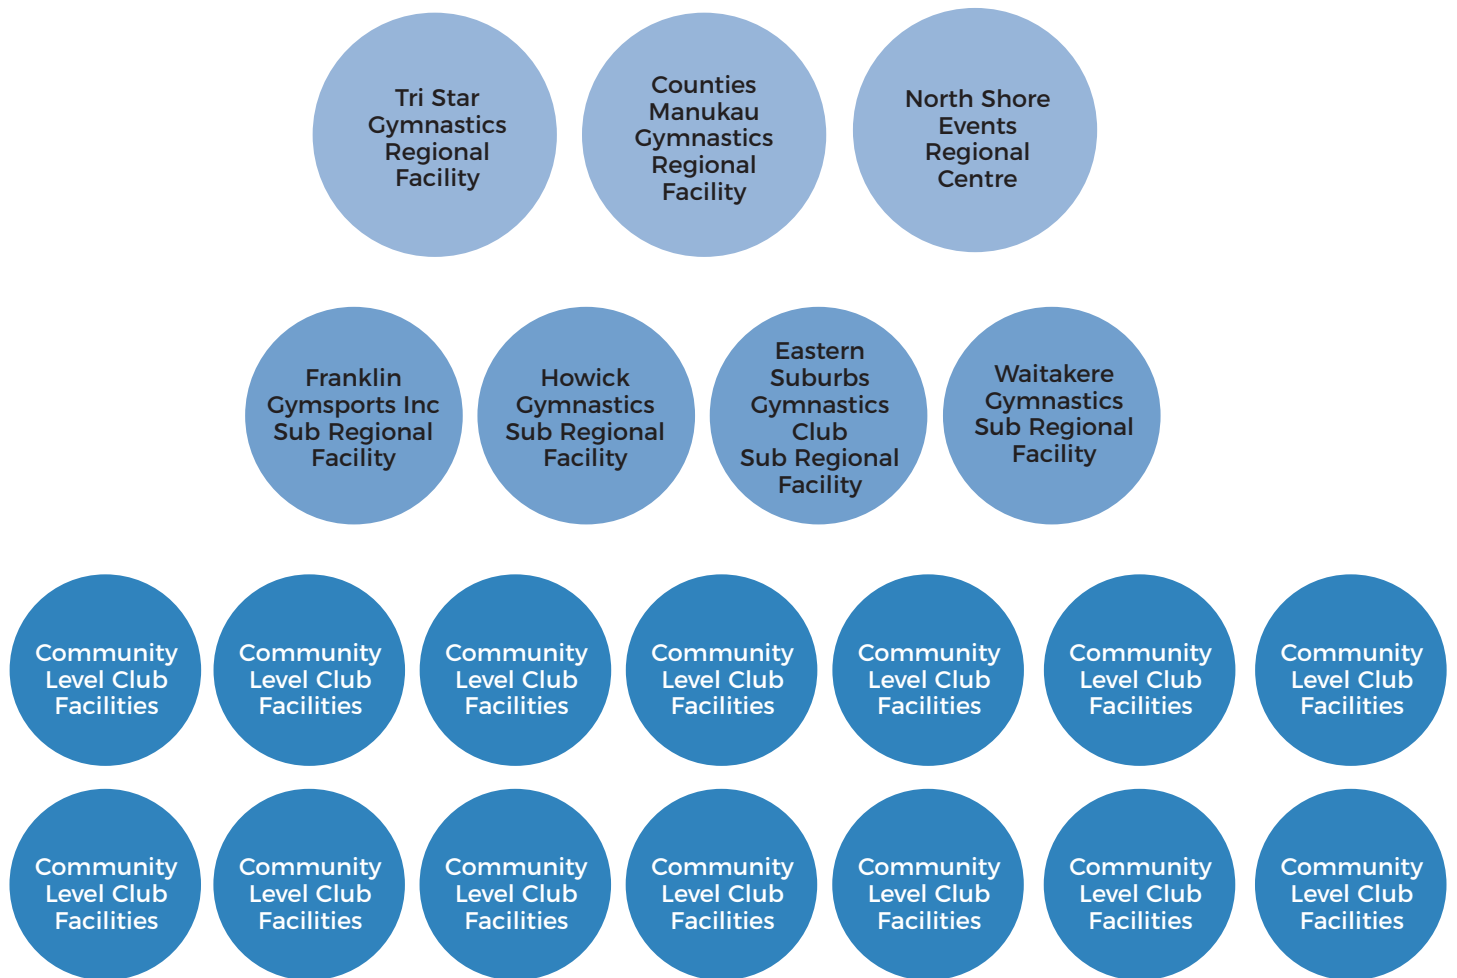 Tri Star
Gymnastics
Regional
Facility
Counties
Manukau
Gymnastics
Regional
Facility
North Shore
Events
Regional
Centre
Franklin
Gymsports Inc
Sub Regional
Facility
Howick
Gymnastics
Sub Regional
Facility
Eastern
Suburbs
Gymnastics
Club
Sub Regional
Facility
Waitakere
Gymnastics
Sub Regional
Facility
Community
Level Club
Facilities
Community
Level Club
Facilities
Community
Level Club
Facilities
Community
Level Club
Facilities
Community
Level Club
Facilities
Community
Level Club
Facilities
Community
Level Club
Facilities
Community
Level Club
Facilities
Community
Level Club
Facilities
Community
Level Club
Facilities
Community
Level Club
Facilities
Community
Level Club
Facilities
Community
Level Club
Facilities
Community
Level Club
Facilities